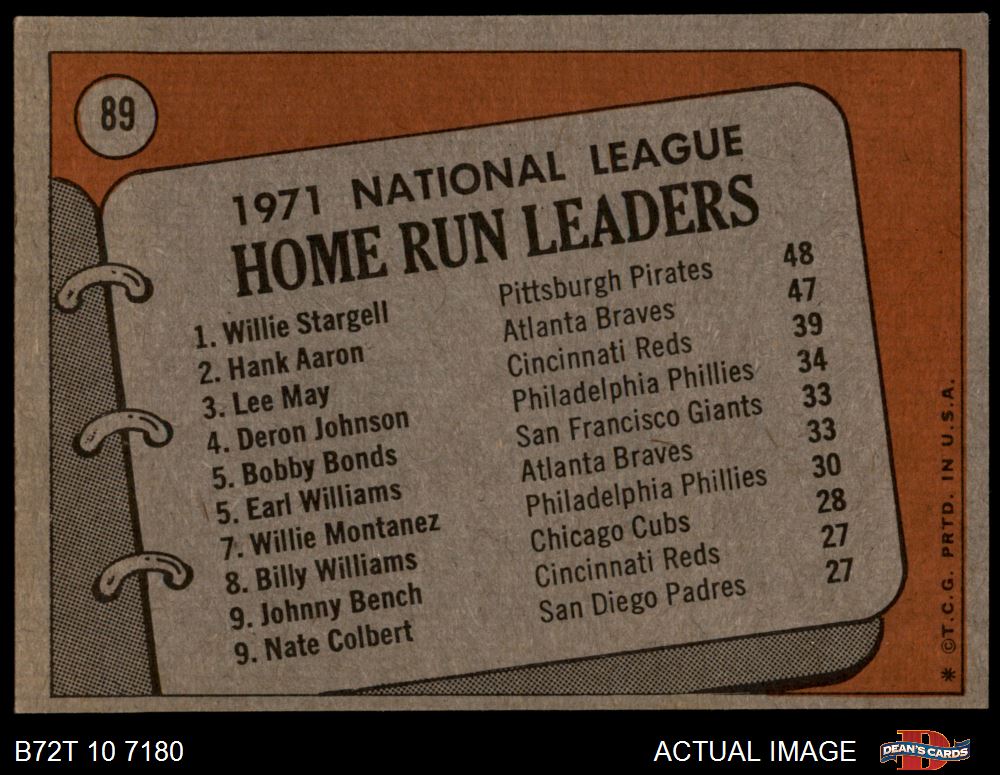 89
1971 NATIONAL LEAGUE
HOME RUN LEADERS
1. Willie Stargell Pittsburgh Pirates 48
2. Hank Aaron Atlanta Braves 47
3. Lee May Cincinnati Reds 39
4. Deron Johnson Philadelphia Phillies 34
5. Bobby Bonds San Francisco Giants 33
5. Earl Williams Atlanta Braves 33
7. Willie Montanez Philadelphia Phillies 30
8. Billy Williams Chicago Cubs 28
9. Johnny Bench Cincinnati Reds 27
9. Nate Colbert San Diego Padres 27
* ©T.C.G. PRTD. IN U.S.A.
B72T 10 7180
ACTUAL IMAGE
DEAN'S CARDS